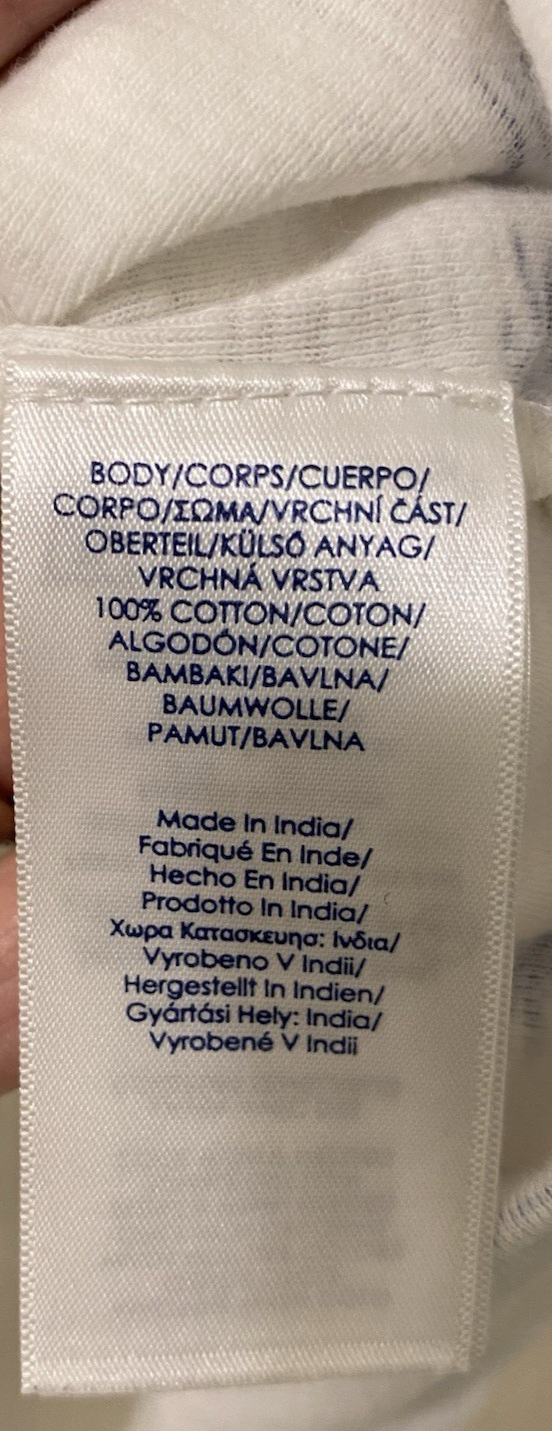 BODY/CORPS/CUERPO/
CORPO/ΣΩΜΑ/VRCHNÍ ČÁST/
OBERTEIL/KÜLSŐ ANYAG/
VRCHNÁ VRSTVA
100% COTTON/COTON/
ALGODÓN/COTONE/
BAMBAKI/BAVLNA/
BAUMWOLLE/
PAMUT/BAVLNA
Made In India/
Fabriqué En Inde/
Hecho En India/
Prodotto In India/
Χωρα Κατασκευησ: Ινδια/
Vyrobeno V Indii/
Hergestellt In Indien/
Gyártási Hely: India/
Vyrobené V Indii